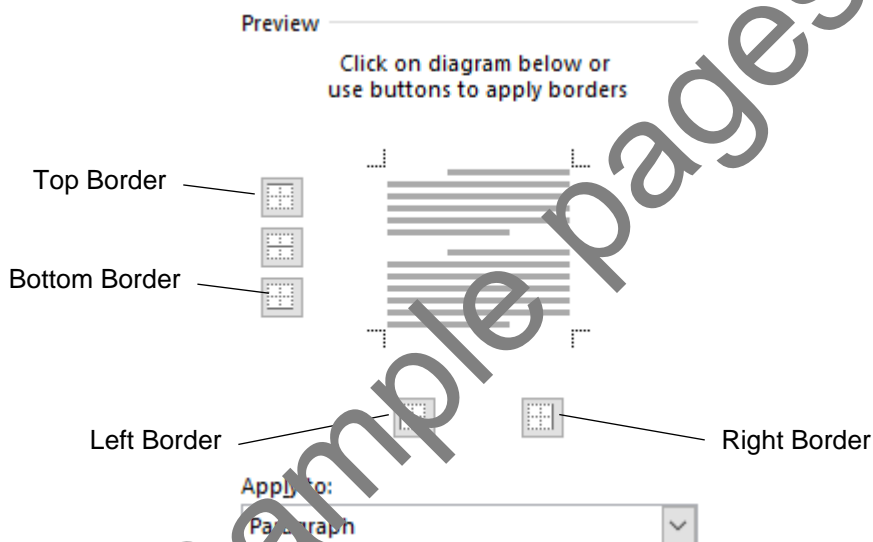 Preview
Click on diagram below or
use buttons to apply borders
Top Border
Bottom Border
Left Border
Right Border
Apply to:
Paragraph
sample pages